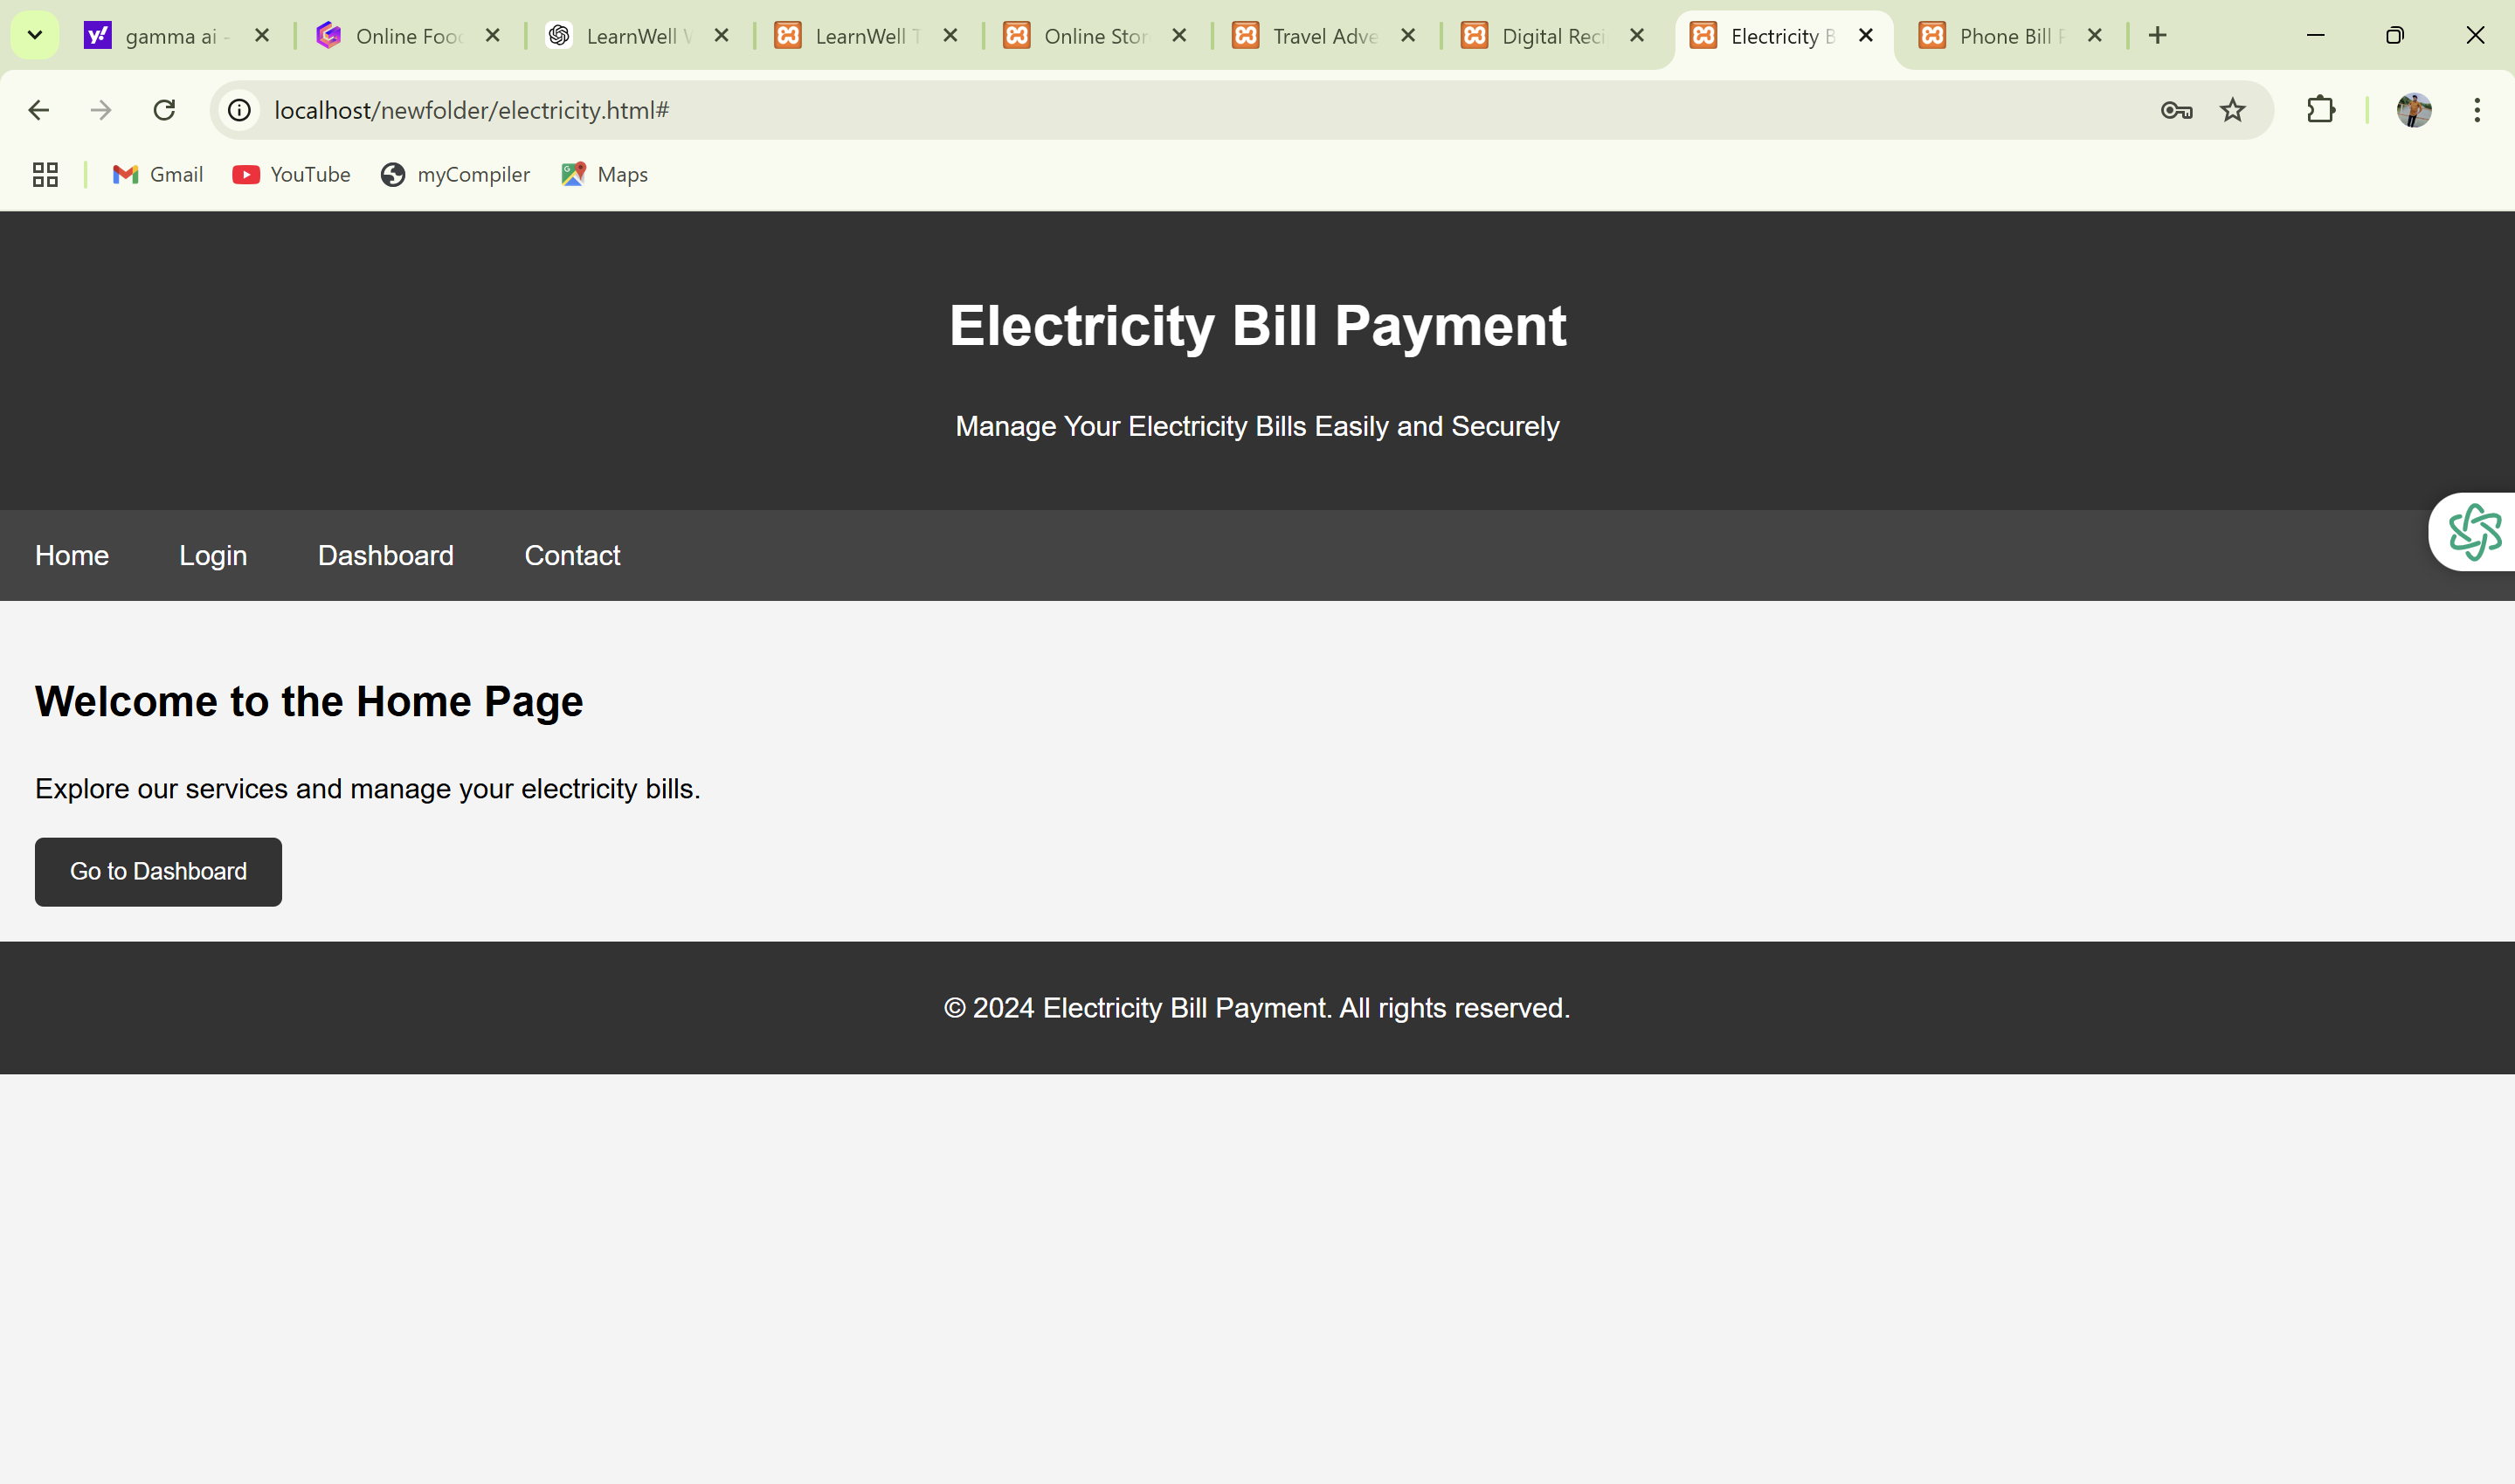 gamma ai -
Online Food
LearnWell
LearnWell T
Online Stor
Travel Adve
Digital Reci
Electricity B
Phone Bill P
localhost/newfolder/electricity.html#
Gmail
YouTube
myCompiler
Maps
Electricity Bill Payment
Manage Your Electricity Bills Easily and Securely
Home
Login
Dashboard
Contact
Welcome to the Home Page
Explore our services and manage your electricity bills.
Go to Dashboard
© 2024 Electricity Bill Payment. All rights reserved.